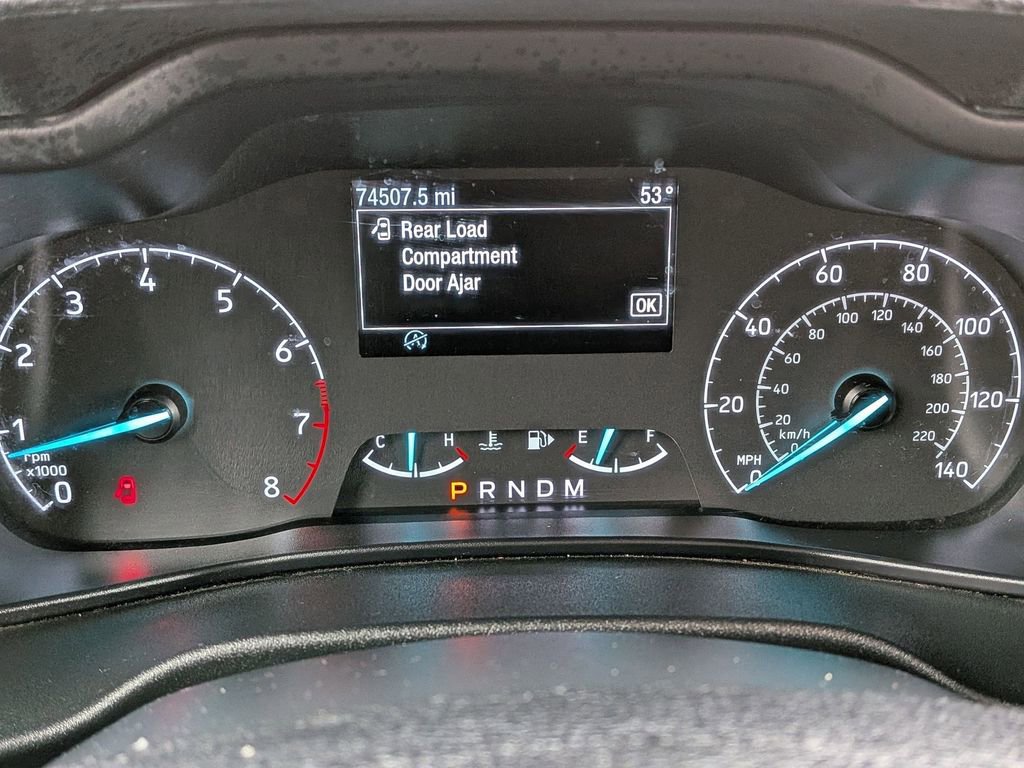 74507.5 mi 53°
Rear Load
Compartment
Door Ajar
OK
0 1 2 3 4 5 6 7 8
rpm
x1000
C H
E F
P R N D M
0 20 40 60 80 100 120 140
MPH
0 20 40 60 80 100 120 140 160 180 200 220
km/h